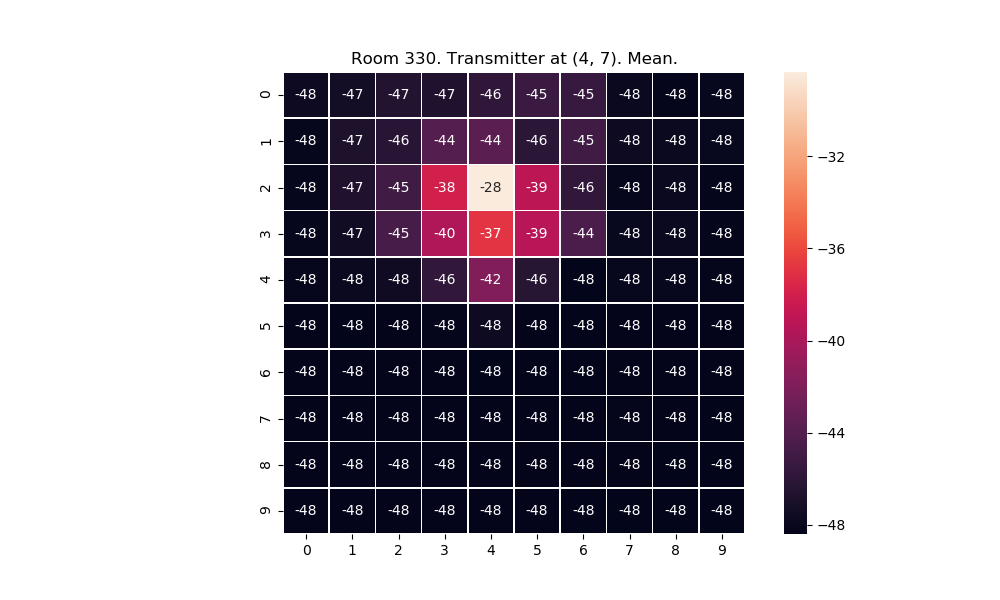 Room 330. Transmitter at (4, 7). Mean.
0 -48 -47 -47 -47 -46 -45 -45 -48 -48 -48
1 -48 -47 -46 -44 -44 -46 -45 -48 -48 -48
2 -48 -47 -45 -38 -28 -39 -46 -48 -48 -48
3 -48 -47 -45 -40 -37 -39 -44 -48 -48 -48
4 -48 -48 -48 -46 -42 -46 -48 -48 -48 -48
5 -48 -48 -48 -48 -48 -48 -48 -48 -48 -48
6 -48 -48 -48 -48 -48 -48 -48 -48 -48 -48
7 -48 -48 -48 -48 -48 -48 -48 -48 -48 -48
8 -48 -48 -48 -48 -48 -48 -48 -48 -48 -48
9 -48 -48 -48 -48 -48 -48 -48 -48 -48 -48
0 1 2 3 4 5 6 7 8 9
−32
−36
−40
−44
−48